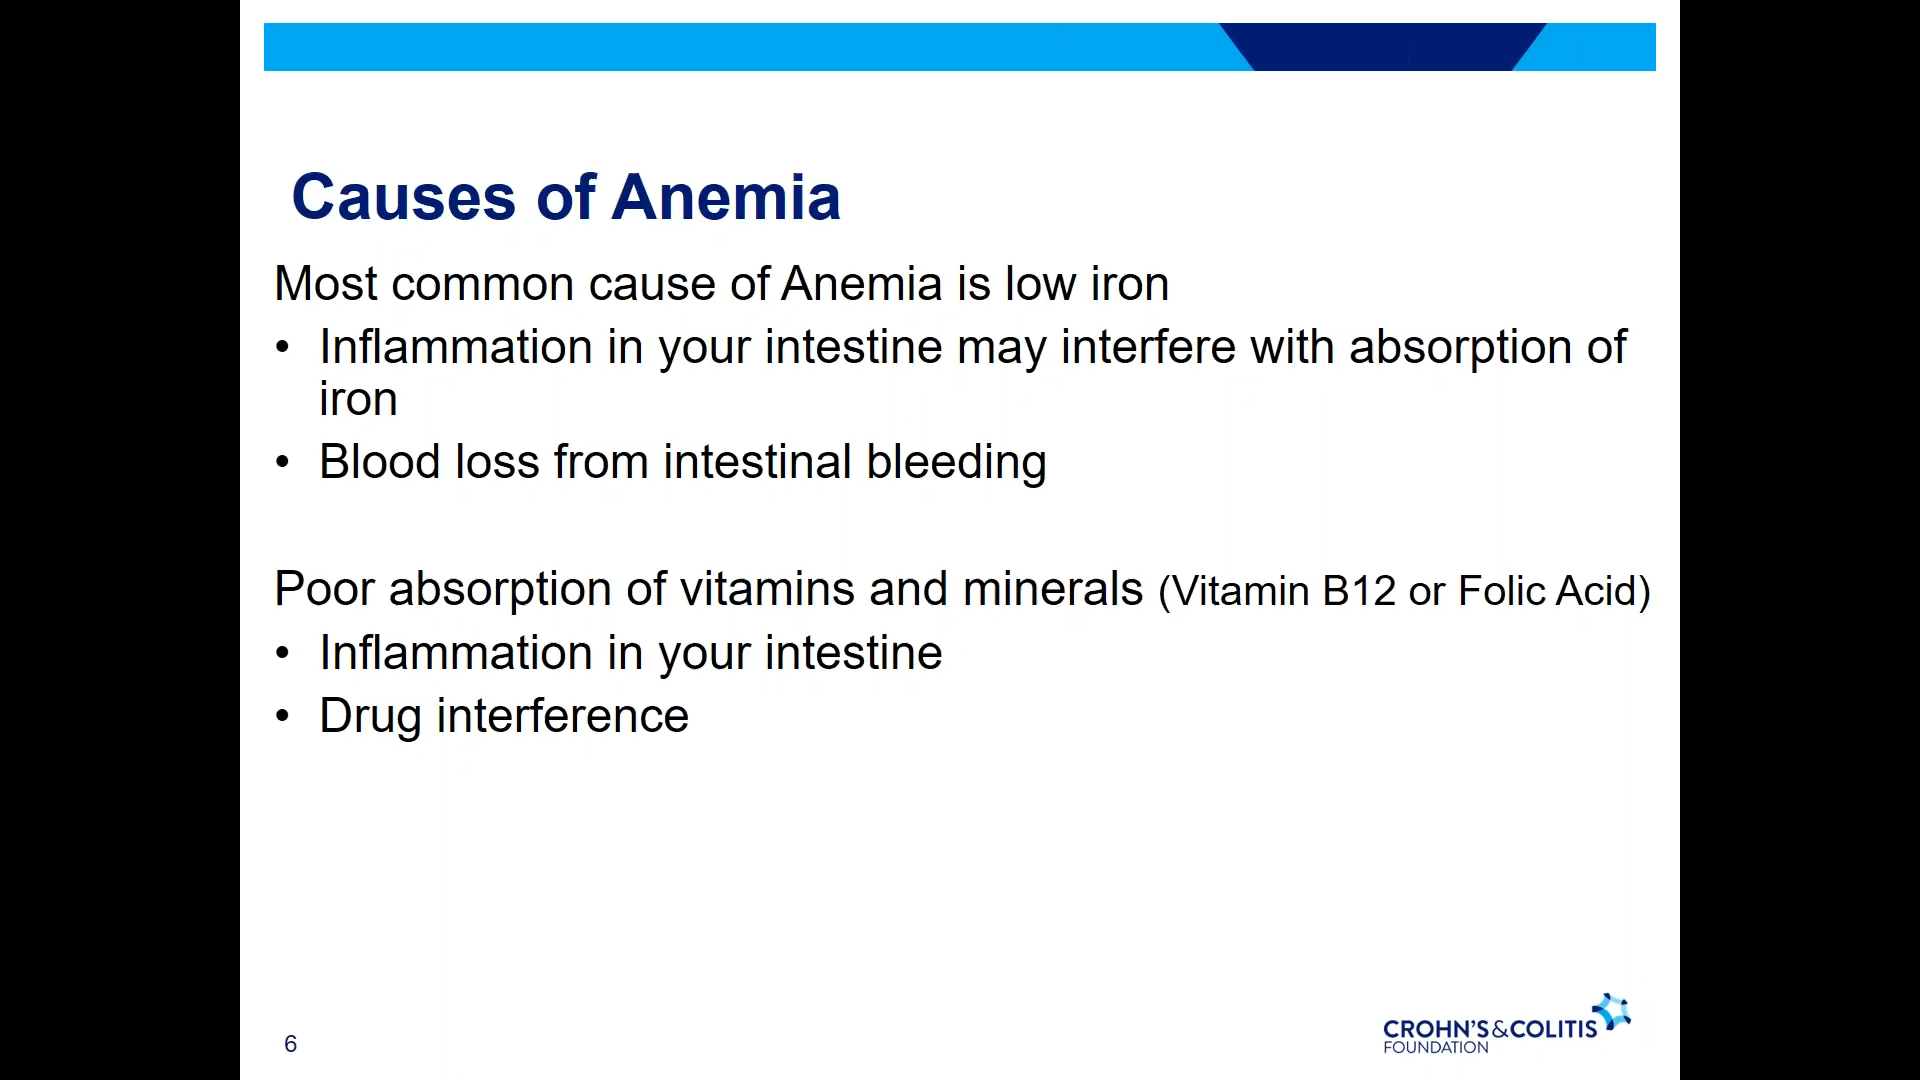 Causes of Anemia
Most common cause of Anemia is low iron
• Inflammation in your intestine may interfere with absorption of
iron
• Blood loss from intestinal bleeding
Poor absorption of vitamins and minerals (Vitamin B12 or Folic Acid)
• Inflammation in your intestine
• Drug interference
6
CROHN'S & COLITIS
FOUNDATION